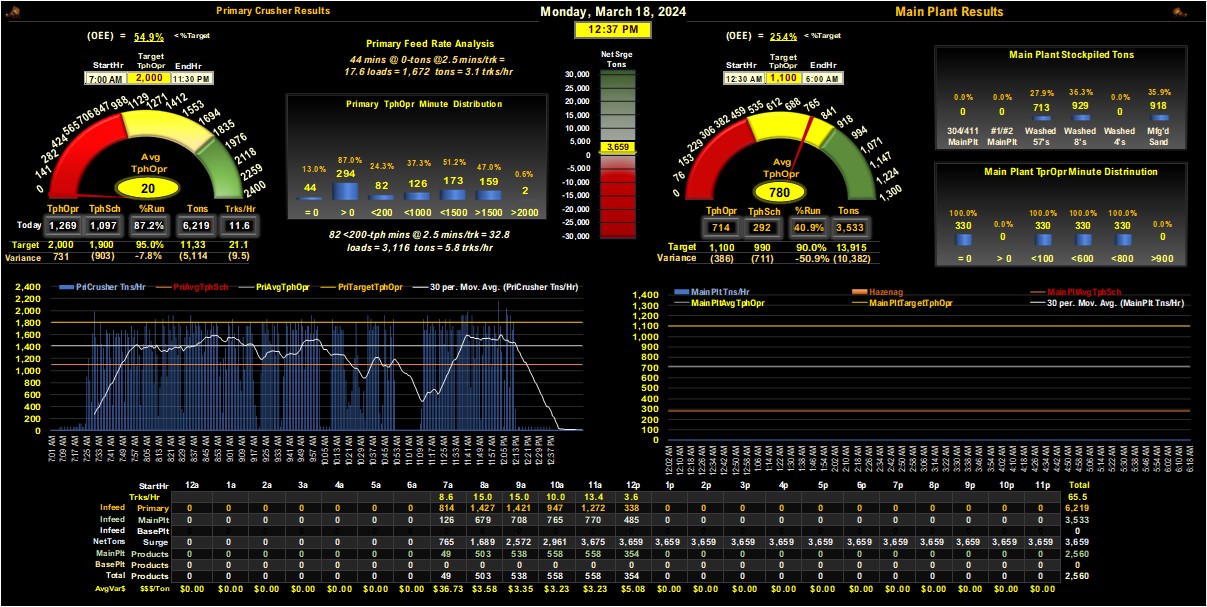 Primary Crusher Results
Monday, March 18, 2024
Main Plant Results
12:37 PM
(OEE) = 54.9% < %Target
StartHr
Target TphOpr
EndHr
7:00 AM 2,000 11:30 PM
0 141 282 424 565 706 847 988 1129 1271 1412 1553 1694 1835 1976 2118 2259 2400
Avg
TphOpr
20
TphOpr TphSch %Run Tons Trks/Hr
Today 1,269 1,097 87.2% 6,219 11.6
Target 2,000 1,900 95.0% 11,33 21.1
Variance 731 (903) -7.8% (5,114) (9.5)
Primary Feed Rate Analysis
44 mins @ 0-tons @2.5 mins/trk =
17.6 loads = 1,672 tons = 3.1 trks/hr
Primary TphOpr Minute Distribution
13.0% 87.0% 24.3% 37.3% 51.2% 47.0% 0.6%
44 294 82 126 173 159 2
= 0 > 0 <200 <1000 <1500 >1500 >2000
82 <200-tph mins @ 2.5 mins/trk = 32.8
loads = 3,116 tons = 5.8 trks/hr
Net Srge
Tons
30,000
25,000
20,000
15,000
10,000
5,000
3,659
0
-5,000
-10,000
-15,000
-20,000
-25,000
-30,000
(OEE) = 25.4% < %Target
StartHr
Target TphOpr
EndHr
12:30 AM 1,100 6:00 AM
0 76 153 229 306 382 459 535 612 688 765 841 918 994 1,071 1,147 1,224 1,300
Avg
TphOpr
780
TphOpr TphSch %Run Tons
714 292 40.9% 3,533
Target 1,100 990 90.0% 13,915
Variance (386) (711) -50.9% (10,382)
Main Plant Stockpiled Tons
0.0% 0.0% 27.9% 36.3% 0.0% 35.9%
0 0 713 929 0 918
304/411 #1/#2 Washed Washed Washed Mfg'd
MainPlt MainPlt 57's 8's 4's Sand
Main Plant TprOpr Minute Distrinution
100.0% 0.0% 100.0% 100.0% 100.0% 0.0%
330 0 330 330 330 0
= 0 > 0 <100 <600 <800 >900
PriCrusher Tns/Hr PriAvgTphSch PriAvgTphOpr PriTargetTphOpr 30 per. Mov. Avg. (PriCrusher Tns/Hr)
2,400
2,200
2,000
1,800
1,600
1,400
1,200
1,000
800
600
400
200
0
7:01 AM 7:09 AM 7:17 AM 7:25 AM 7:33 AM 7:41 AM 7:49 AM 7:57 AM 8:05 AM 8:13 AM 8:21 AM 8:29 AM 8:37 AM 8:45 AM 8:53 AM 9:01 AM 9:09 AM 9:17 AM 9:25 AM 9:33 AM 9:41 AM 9:49 AM 9:57 AM 10:05 AM 10:13 AM 10:21 AM 10:29 AM 10:37 AM 10:45 AM 10:53 AM 11:01 AM 11:09 AM 11:17 AM 11:25 AM 11:33 AM 11:41 AM 11:49 AM 11:57 AM 12:05 PM 12:13 PM 12:21 PM 12:29 PM 12:37 PM
MainPlt Tns/Hr Hazenag MainPltAvgTphSch
MainPltAvgTphOpr MainPltTargetTphOpr 30 per. Mov. Avg. (MainPlt Tns/Hr)
1,400
1,300
1,200
1,100
1,000
900
800
700
600
500
400
300
200
100
0
12:02 AM 12:10 AM 12:18 AM 12:26 AM 12:34 AM 12:42 AM 12:50 AM 12:58 AM 1:06 AM 1:14 AM 1:22 AM 1:30 AM 1:38 AM 1:46 AM 1:54 AM 2:02 AM 2:10 AM 2:18 AM 2:26 AM 2:34 AM 2:42 AM 2:50 AM 2:58 AM 3:06 AM 3:14 AM 3:22 AM 3:30 AM 3:38 AM 3:46 AM 3:54 AM 4:02 AM 4:10 AM 4:18 AM 4:26 AM 4:34 AM 4:42 AM 4:50 AM 4:58 AM 5:06 AM 5:14 AM 5:22 AM 5:30 AM 5:38 AM 5:46 AM 5:54 AM 6:02 AM 6:10 AM 6:18 AM
StartHr 12a 1a 2a 3a 4a 5a 6a 7a 8a 9a 10a 11a 12p 1p 2p 3p 4p 5p 6p 7p 8p 9p 10p 11p Total
Trks/Hr 8.6 15.0 15.0 10.0 13.4 3.6 65.5
Infeed Primary 0 0 0 0 0 0 0 814 1,427 1,421 947 1,272 338 0 0 0 0 0 0 0 0 0 0 0 6,219
Infeed MainPlt 126 679 708 765 770 485 3,533
Infeed BasePlt 0
NetTons Surge 0 0 0 0 0 0 0 765 1,689 2,572 2,961 3,675 3,659 3,659 3,659 3,659 3,659 3,659 3,659 3,659 3,659 3,659 3,659 3,659 3,659
MainPlt Products 0 0 0 0 0 0 0 49 503 538 558 558 354 0 0 0 0 0 0 0 0 0 0 0 2,560
BasePlt Products 0 0 0 0 0 0 0 0 0 0 0 0 0 0 0 0 0 0 0 0 0 0 0 0 0
Total Products 49 503 538 558 558 354 2,560
AvgVar$ $$$/Ton $0.00 $0.00 $0.00 $0.00 $0.00 $0.00 $0.00 $36.73 $3.58 $3.35 $3.23 $3.23 $5.08 $0.00 $0.00 $0.00 $0.00 $0.00 $0.00 $0.00 $0.00 $0.00 $0.00 $0.00